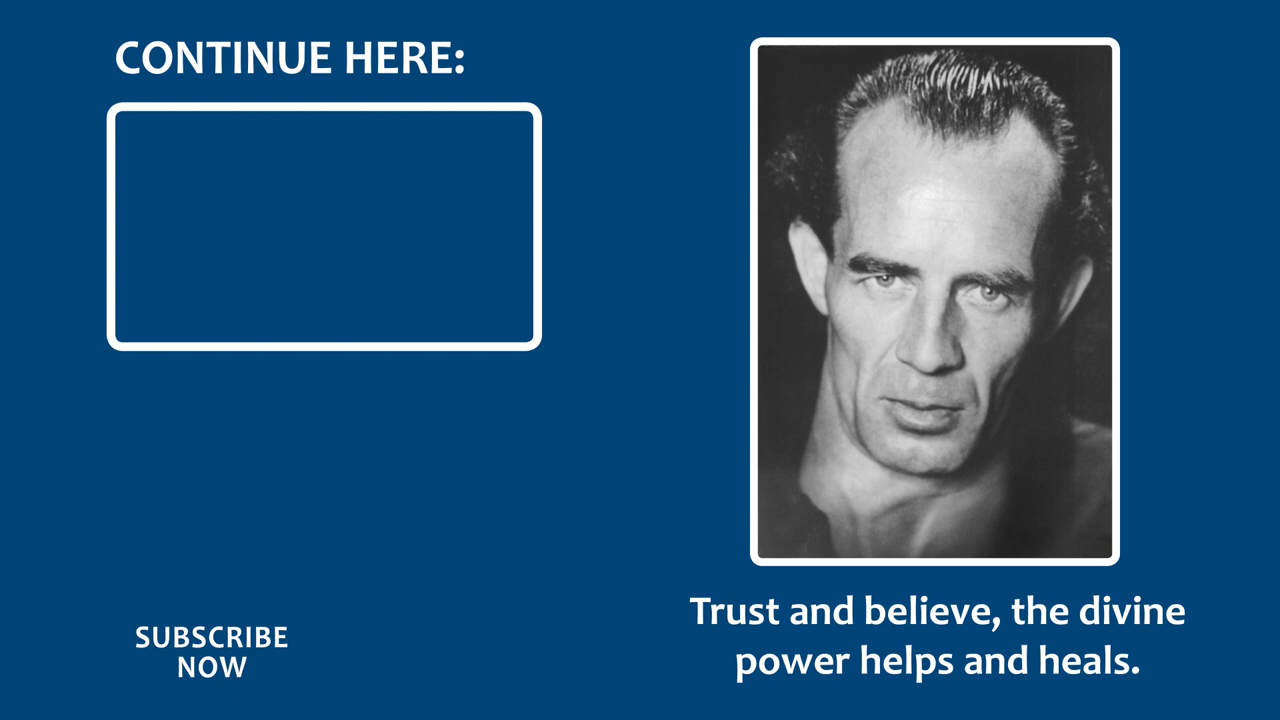 CONTINUE HERE:
SUBSCRIBE
NOW
Trust and believe, the divine
power helps and heals.